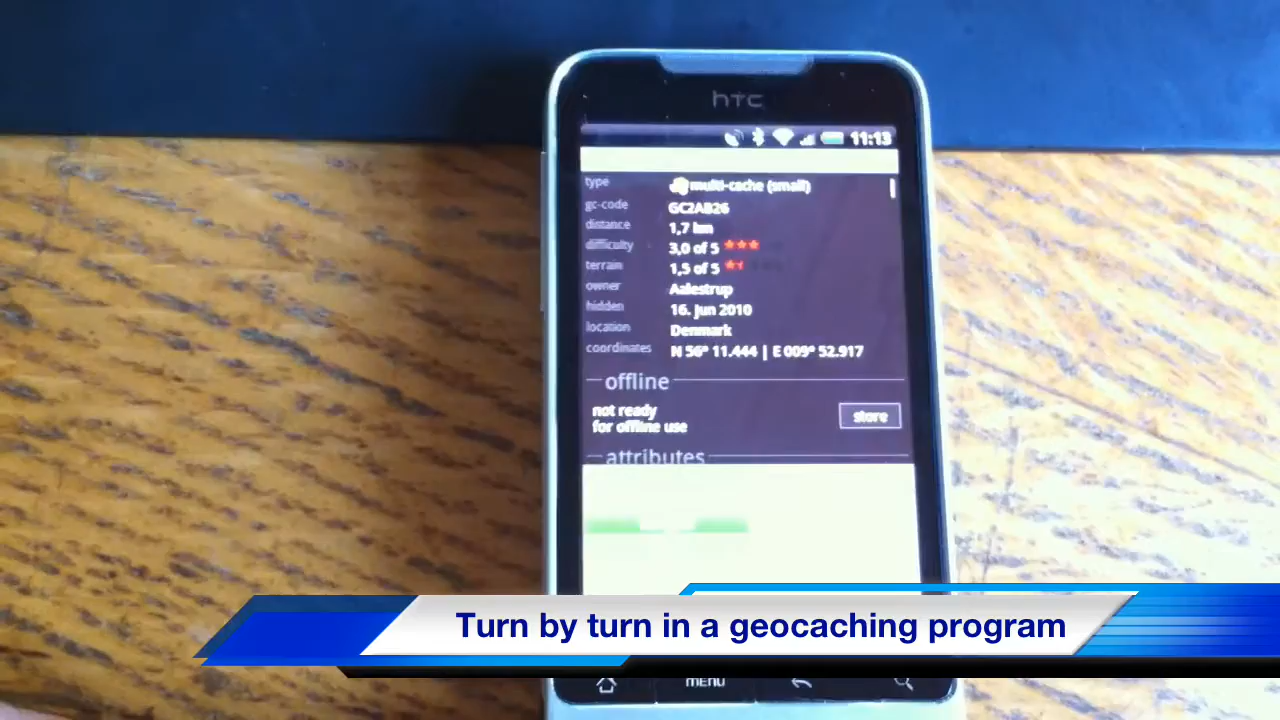 htc
11:13
type multi-cache (small)
gc-code GC2AB26
distance 1,7 km
difficulty 3,0 of 5
terrain 1,5 of 5
owner Aalestrup
hidden 16. Jun 2010
location Denmark
coordinates N 56° 11.444 | E 009° 52.917
offline
not ready
for offline use
store
attributes
Turn by turn in a geocaching program
menu